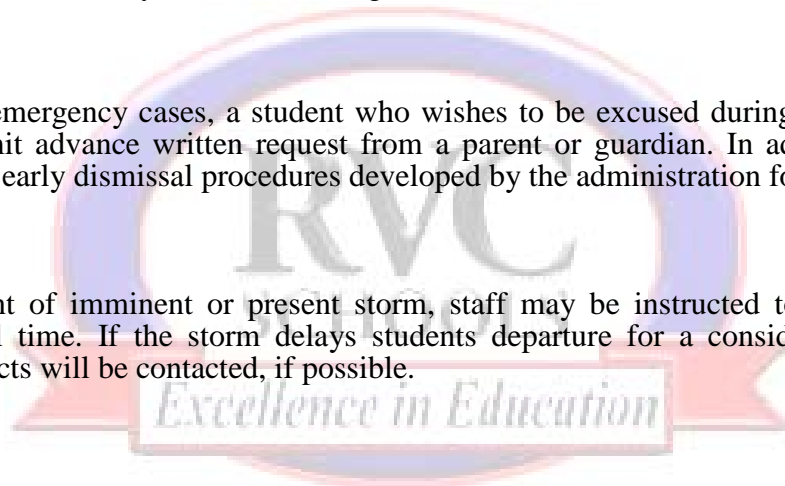 emergency cases, a student who wishes to be excused during
nit advance written request from a parent or guardian. In ad
early dismissal procedures developed by the administration fo
RVC
nt of imminent or present storm, staff may be instructed to
l time. If the storm delays students departure for a consid
SCHOOLS
cts will be contacted, if possible.
Excellence in Education